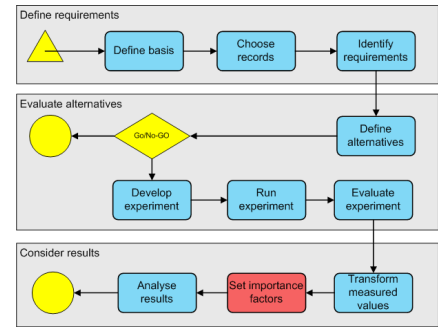 Define requirements
Define basis
Choose
records
Identify
requirements
Evaluate alternatives
Go/No-GO
Define
alternatives
Develop
experiment
Run
experiment
Evaluate
experiment
Consider results
Analyse
results
Set importance
factors
Transform
measured
values